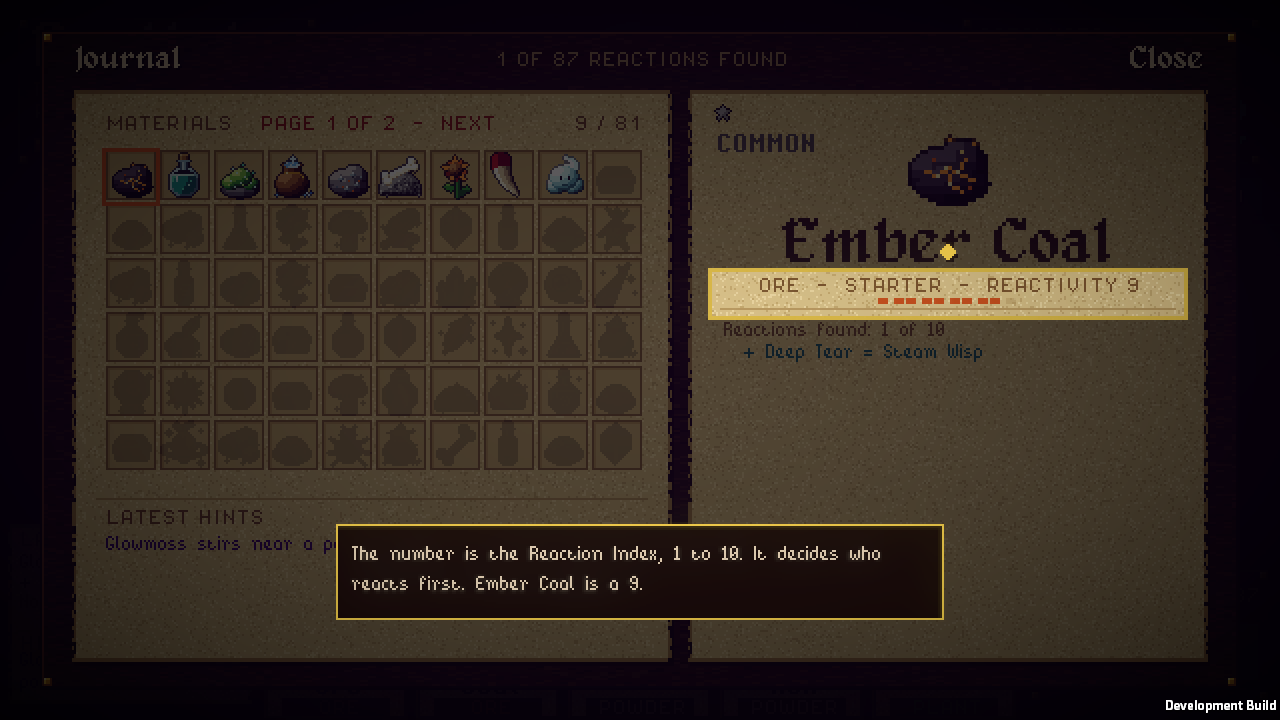 Journal
1 OF 87 REACTIONS FOUND
Close
MATERIALS PAGE 1 OF 2 - NEXT 9 / 81
COMMON
Ember Coal
ORE - STARTER - REACTIVITY 9
Reactions found: 1 of 10
+ Deep Tear = Steam Wisp
LATEST HINTS
Glowmoss stirs near a
The number is the Reaction Index, 1 to 10. It decides who
reacts first. Ember Coal is a 9.
Development Build